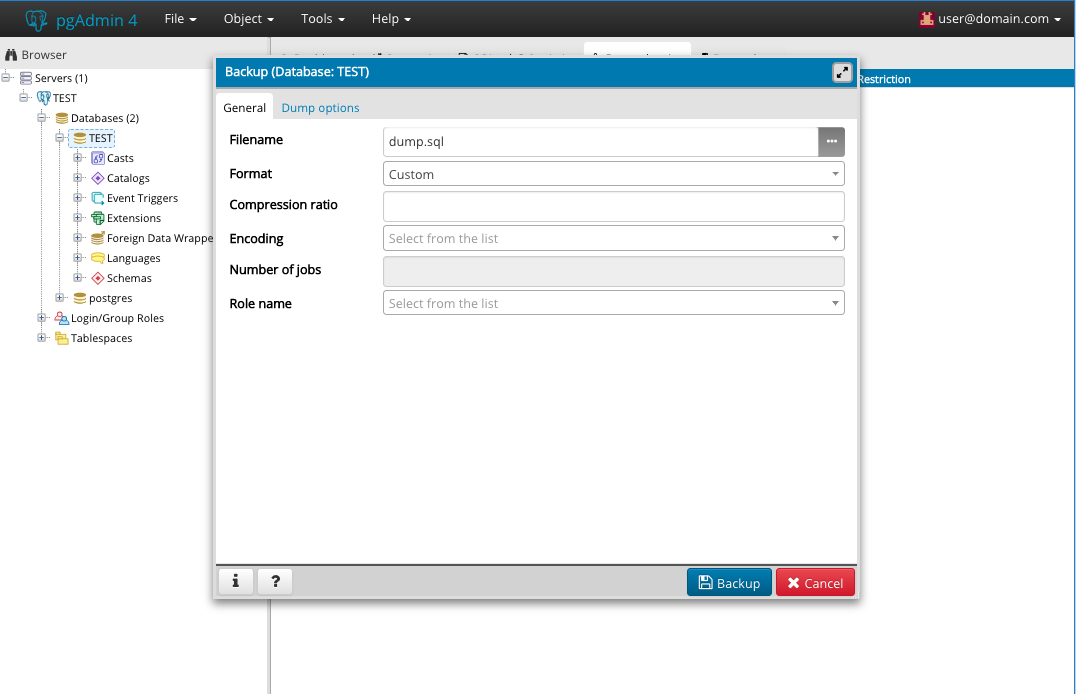 pgAdmin 4 File Object Tools Help user@domain.com
Browser
Servers (1)
TEST
Databases (2)
TEST
Casts
Catalogs
Event Triggers
Extensions
Foreign Data Wrappe
Languages
Schemas
postgres
Login/Group Roles
Tablespaces
Restriction
Backup (Database: TEST)
General Dump options
Filename dump.sql
Format Custom
Compression ratio
Encoding Select from the list
Number of jobs
Role name Select from the list
i ? Backup Cancel